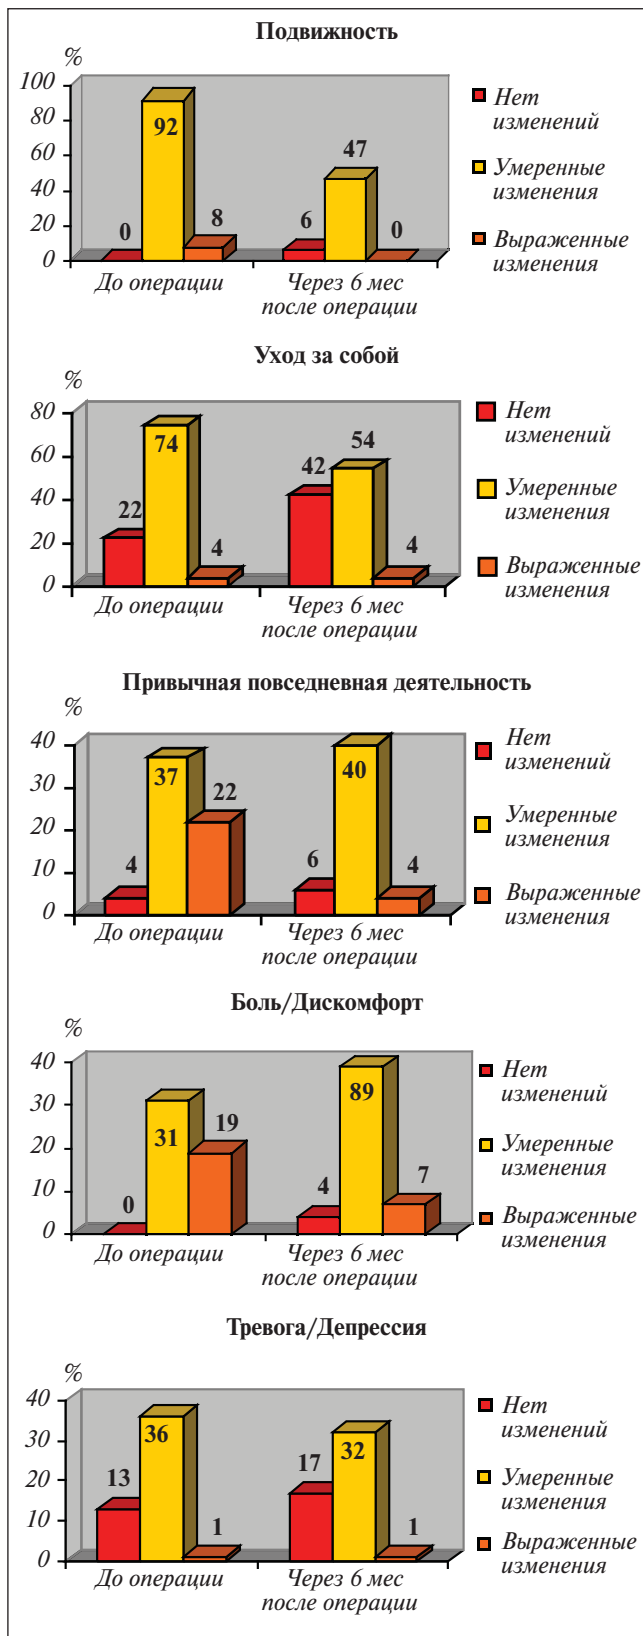 Подвижность
%
100
80
60
40
20
0
0
92
8
6
47
0
До операции
Через 6 мес
после операции
Нет
изменений
Умеренные
изменения
Выраженные
изменения
Уход за собой
%
80
60
40
20
0
22
74
4
42
54
4
До операции
Через 6 мес
после операции
Нет
изменений
Умеренные
изменения
Выраженные
изменения
Привычная повседневная деятельность
%
40
30
20
10
0
4
37
22
6
40
4
До операции
Через 6 мес
после операции
Нет
изменений
Умеренные
изменения
Выраженные
изменения
Боль/Дискомфорт
%
40
30
20
10
0
0
31
19
4
89
7
До операции
Через 6 мес
после операции
Нет
изменений
Умеренные
изменения
Выраженные
изменения
Тревога/Депрессия
%
40
30
20
10
0
13
36
1
17
32
1
До операции
Через 6 мес
после операции
Нет
изменений
Умеренные
изменения
Выраженные
изменения